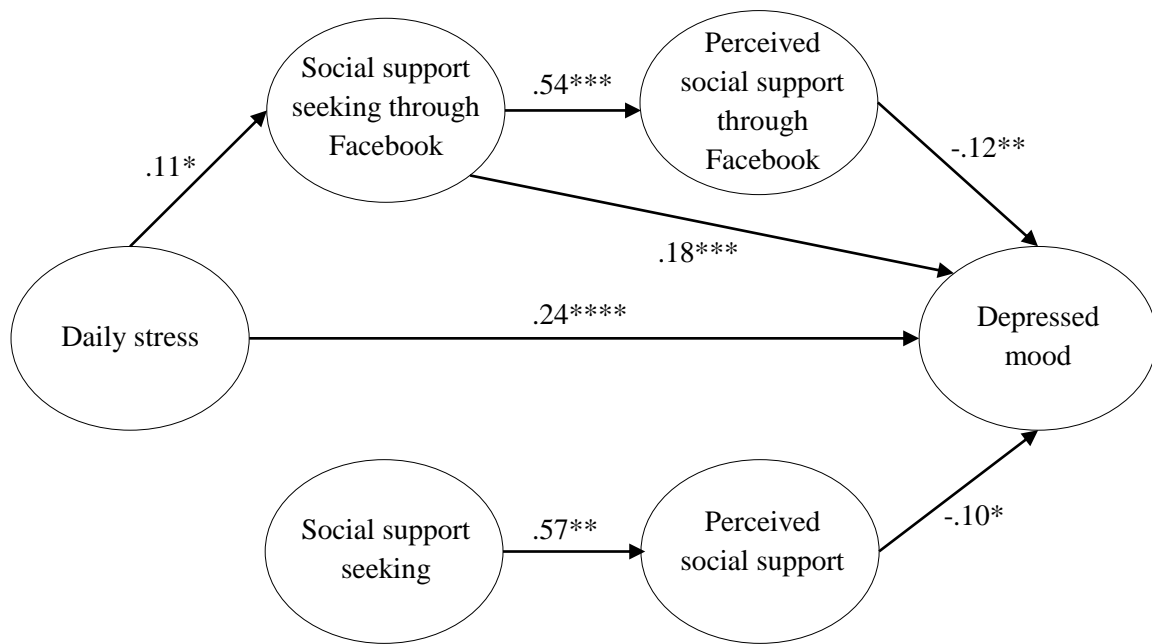 Social support
seeking through
Facebook
.54***
Perceived
social support
through
Facebook
.11*
-.12**
.18***
Daily stress
.24****
Depressed
mood
Social support
seeking
.57**
Perceived
social support
-.10*